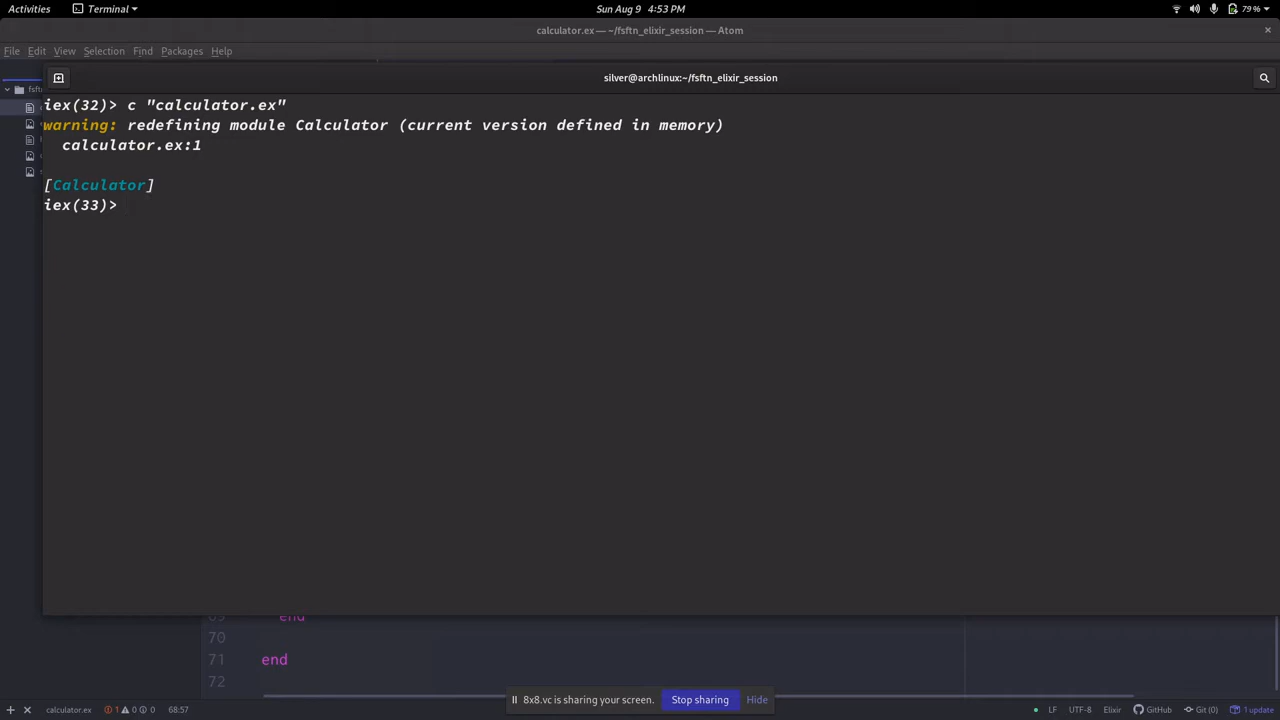 Activities
Terminal
Sun Aug 9 4:53 PM
79 %
calculator.ex — ~/fsftn_elixir_session — Atom
File Edit View Selection Find Packages Help
silver@archlinux:~/fsftn_elixir_session
fsft
iex(32)> c "calculator.ex"
warning: redefining module Calculator (current version defined in memory)
calculator.ex:1
[Calculator]
iex(33)>
69 end
70
71 end
72
8x8.vc is sharing your screen. Stop sharing Hide
calculator.ex 1 0 0 68:57 LF UTF-8 Elixir GitHub Git (0) 1 update